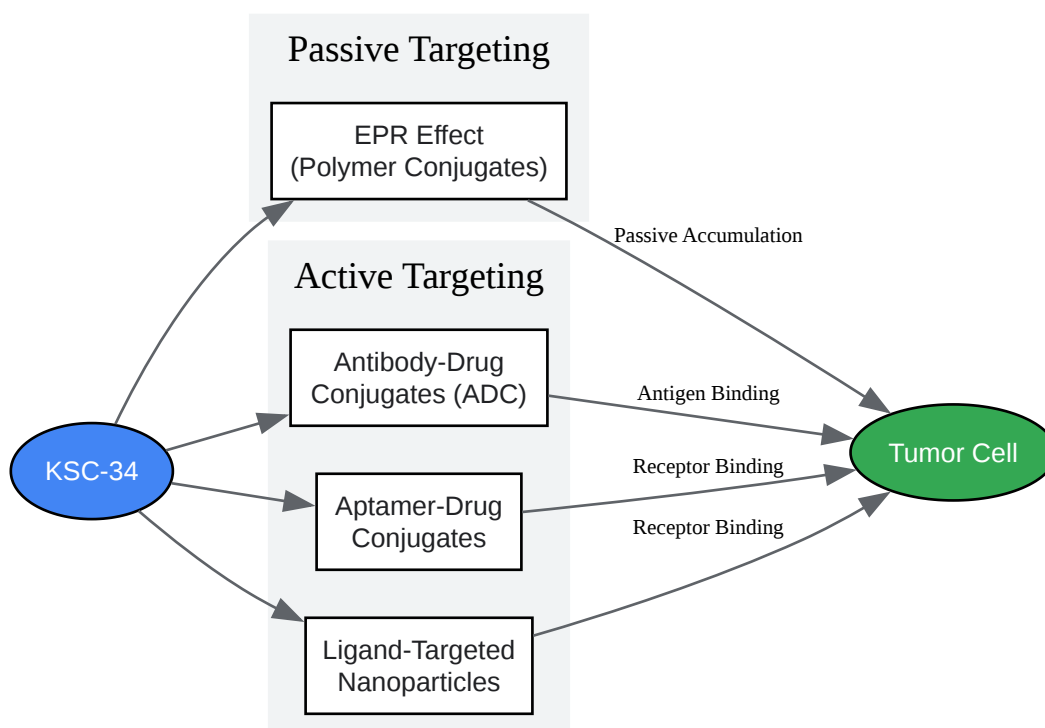 Passive Targeting
EPR Effect
(Polymer Conjugates)
Passive Accumulation
Active Targeting
Antibody-Drug
Conjugates (ADC)
Antigen Binding
KSC-34
Tumor Cell
Receptor Binding
Aptamer-Drug
Conjugates
Receptor Binding
Ligand-Targeted
Nanoparticles